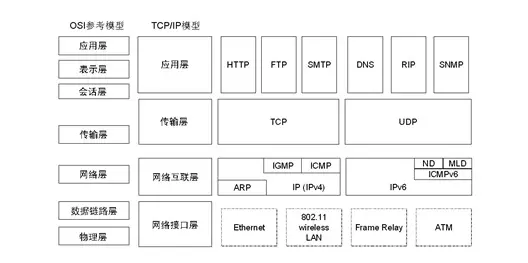 OSI参考模型 TCP/IP模型
应用层 应用层 HTTP FTP SMTP DNS RIP SNMP
表示层
会话层
传输层 传输层 TCP UDP
网络层 网络互联层 IGMP ICMP ND MLD
ICMPv6
ARP IP (IPv4) IPv6
数据链路层 网络接口层 Ethernet 802.11 wireless LAN Frame Relay ATM
物理层